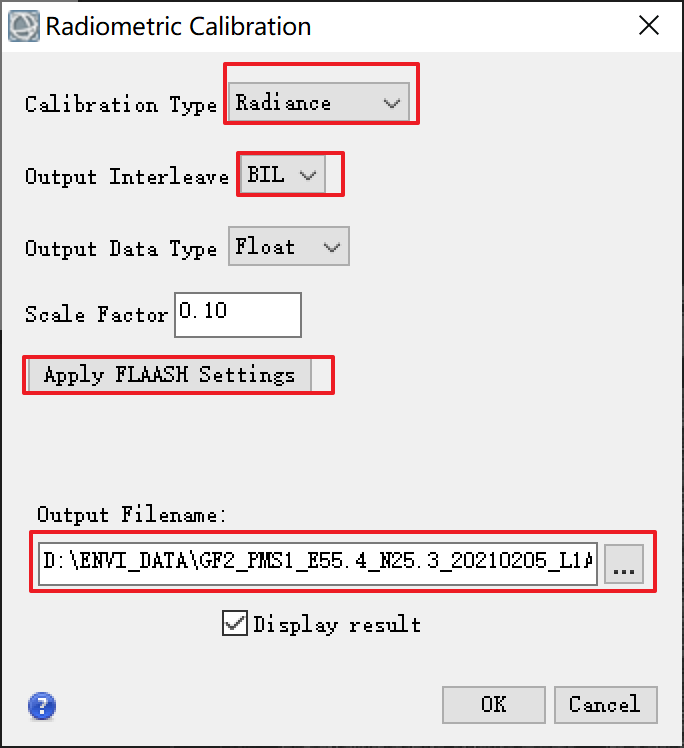 Radiometric Calibration
Calibration Type Radiance
Output Interleave BIL
Output Data Type Float
Scale Factor 0.10
Apply FLAASH Settings
Output Filename:
D:\ENVI_DATA\GF2_PMS1_E55.4_N25.3_20210205_L1A ...
Display result
? OK Cancel